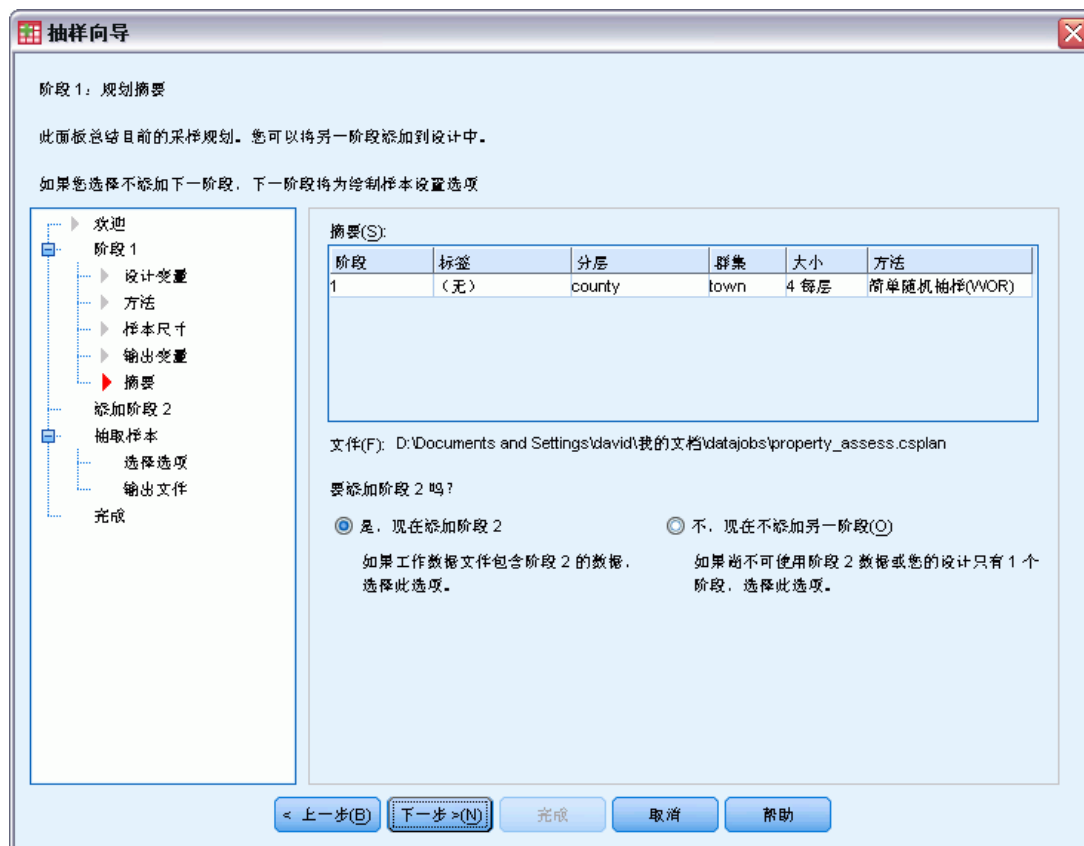 抽样向导
阶段 1：规划摘要
此面板总结目前的采样规划。您可以将另一阶段添加到设计中。
如果您选择不添加下一阶段，下一阶段将为绘制样本设置选项
欢迎
阶段 1
设计变量
方法
样本尺寸
输出变量
摘要
添加阶段 2
抽取样本
选择选项
输出文件
完成
摘要(S):
阶段 标签 分层 群集 大小 方法
1 （无） county town 4 每层 简单随机抽样(WOR)
文件(F): D:\Documents and Settings\david\我的文档\datajobs\property_assess.csplan
要添加阶段 2 吗？
是，现在添加阶段 2
如果工作数据文件包含阶段 2 的数据，
选择此选项。
不，现在不添加另一阶段(O)
如果尚不可使用阶段 2 数据或您的设计只有 1 个
阶段，选择此选项。
< 上一步(B) 下一步 >(N) 完成 取消 帮助